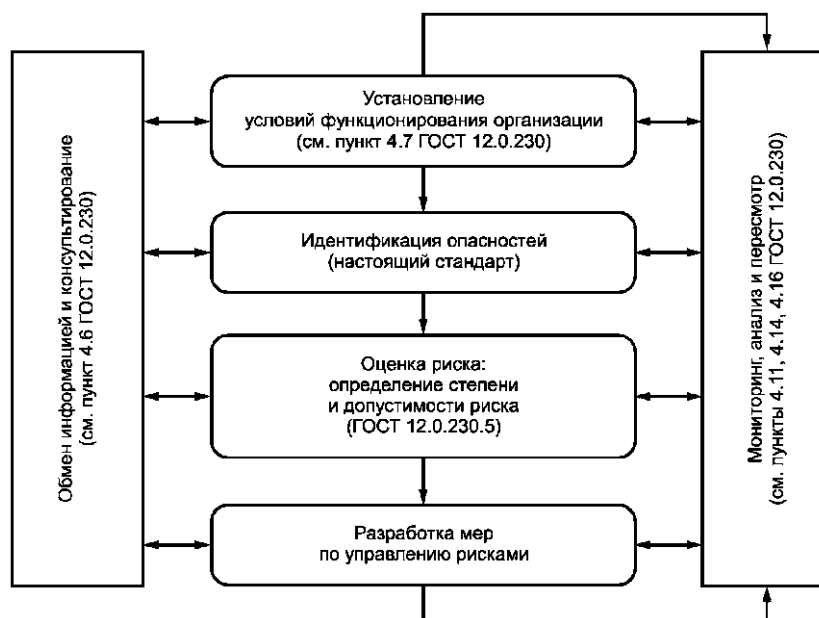 Обмен информацией и консультирование
(см. пункт 4.6 ГОСТ 12.0.230)
Установление
условий функционирования организации
(см. пункт 4.7 ГОСТ 12.0.230)
Идентификация опасностей
(настоящий стандарт)
Оценка риска:
определение степени
и допустимости риска
(ГОСТ 12.0.230.5)
Разработка мер
по управлению рисками
Мониторинг, анализ и пересмотр
(см. пункты 4.11, 4.14, 4.16 ГОСТ 12.0.230)